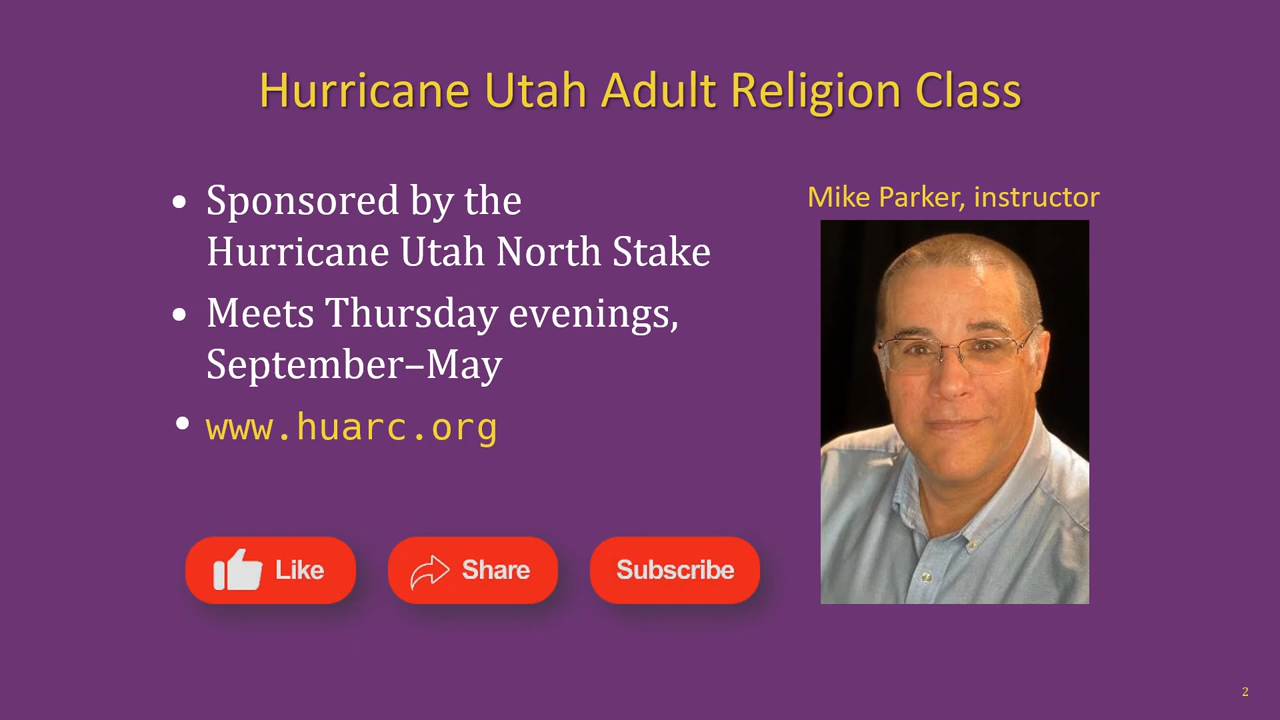 Hurricane Utah Adult Religion Class
• Sponsored by the
Hurricane Utah North Stake
• Meets Thursday evenings,
September–May
• www.huarc.org
Mike Parker, instructor
Like
Share
Subscribe
2